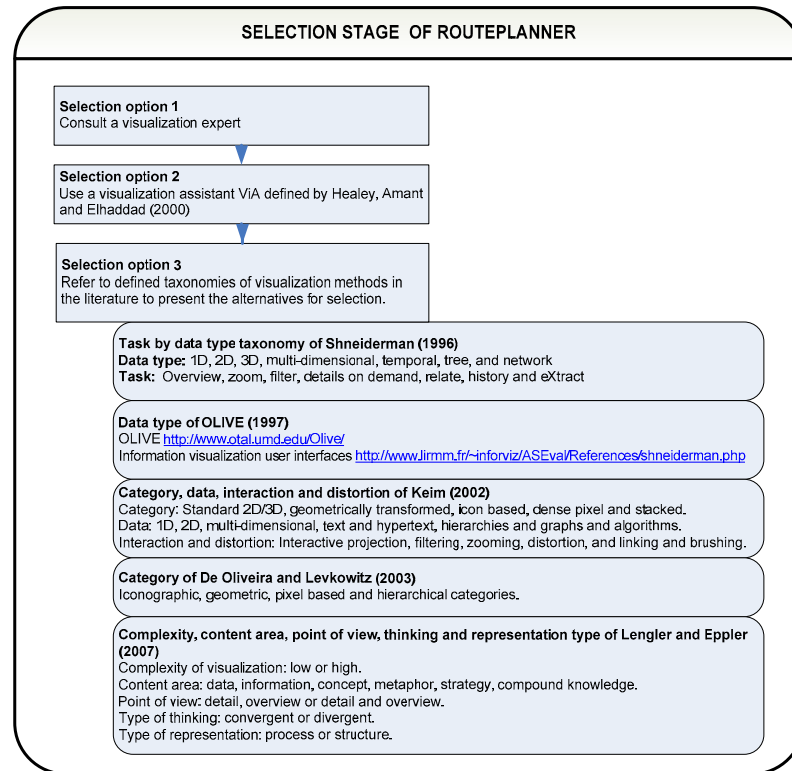 SELECTION STAGE OF ROUTEPLANNER
Selection option 1
Consult a visualization expert
Selection option 2
Use a visualization assistant ViA defined by Healey, Amant
and Elhaddad (2000)
Selection option 3
Refer to defined taxonomies of visualization methods in
the literature to present the alternatives for selection.
Task by data type taxonomy of Shneiderman (1996)
Data type: 1D, 2D, 3D, multi-dimensional, temporal, tree, and network
Task: Overview, zoom, filter, details on demand, relate, history and eXtract
Data type of OLIVE (1997)
OLIVE http://www.otal.umd.edu/Olive/
Information visualization user interfaces http://www.lirmm.fr/~inforviz/ASEval/References/shneiderman.php
Category, data, interaction and distortion of Keim (2002)
Category: Standard 2D/3D, geometrically transformed, icon based, dense pixel and stacked.
Data: 1D, 2D, multi-dimensional, text and hypertext, hierarchies and graphs and algorithms.
Interaction and distortion: Interactive projection, filtering, zooming, distortion, and linking and brushing.
Category of De Oliveira and Levkowitz (2003)
Iconographic, geometric, pixel based and hierarchical categories.
Complexity, content area, point of view, thinking and representation type of Lengler and Eppler
(2007)
Complexity of visualization: low or high.
Content area: data, information, concept, metaphor, strategy, compound knowledge.
Point of view: detail, overview or detail and overview.
Type of thinking: convergent or divergent.
Type of representation: process or structure.